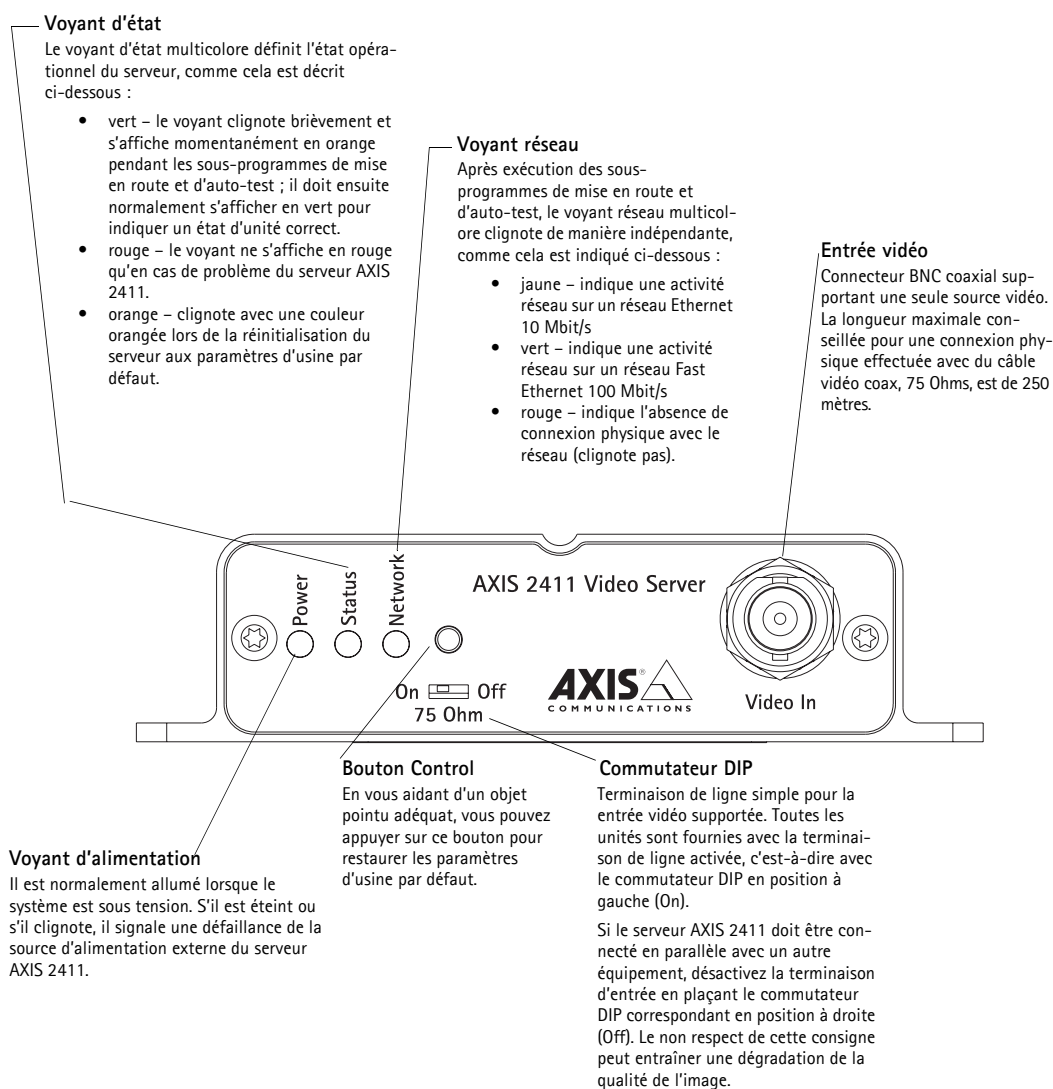 Voyant d'état
Le voyant d'état multicolore définit l'état opéra-
tionnel du serveur, comme cela est décrit
ci-dessous :
• vert – le voyant clignote brièvement et
s'affiche momentanément en orange
pendant les sous-programmes de mise
en route et d'auto-test ; il doit ensuite
normalement s'afficher en vert pour
indiquer un état d'unité correct.
• rouge – le voyant ne s'affiche en rouge
qu'en cas de problème du serveur AXIS
2411.
• orange – clignote avec une couleur
orangée lors de la réinitialisation du
serveur aux paramètres d'usine par
défaut.
Voyant réseau
Après exécution des sous-
programmes de mise en route et
d'auto-test, le voyant réseau multicol-
ore clignote de manière indépendante,
comme cela est indiqué ci-dessous :
• jaune – indique une activité
réseau sur un réseau Ethernet
10 Mbit/s
• vert – indique une activité
réseau sur un réseau Fast
Ethernet 100 Mbit/s
• rouge – indique l'absence de
connexion physique avec le
réseau (clignote pas).
Entrée vidéo
Connecteur BNC coaxial sup-
portant une seule source vidéo.
La longueur maximale con-
seillée pour une connexion phy-
sique effectuée avec du câble
vidéo coax, 75 Ohms, est de 250
mètres.
Power
Status
Network
AXIS 2411 Video Server
On Off
75 Ohm
AXIS®
COMMUNICATIONS
Video In
Voyant d'alimentation
Il est normalement allumé lorsque le
système est sous tension. S'il est éteint ou
s'il clignote, il signale une défaillance de la
source d'alimentation externe du serveur
AXIS 2411.
Bouton Control
En vous aidant d'un objet
pointu adéquat, vous pouvez
appuyer sur ce bouton pour
restaurer les paramètres
d'usine par défaut.
Commutateur DIP
Terminaison de ligne simple pour la
entrée vidéo supportée. Toutes les
unités sont fournies avec la terminai-
son de ligne activée, c'est-à-dire avec
le commutateur DIP en position à
gauche (On).
Si le serveur AXIS 2411 doit être con-
necté en parallèle avec un autre
équipement, désactivez la terminaison
d'entrée en plaçant le commutateur
DIP correspondant en position à droite
(Off). Le non respect de cette consigne
peut entraîner une dégradation de la
qualité de l'image.